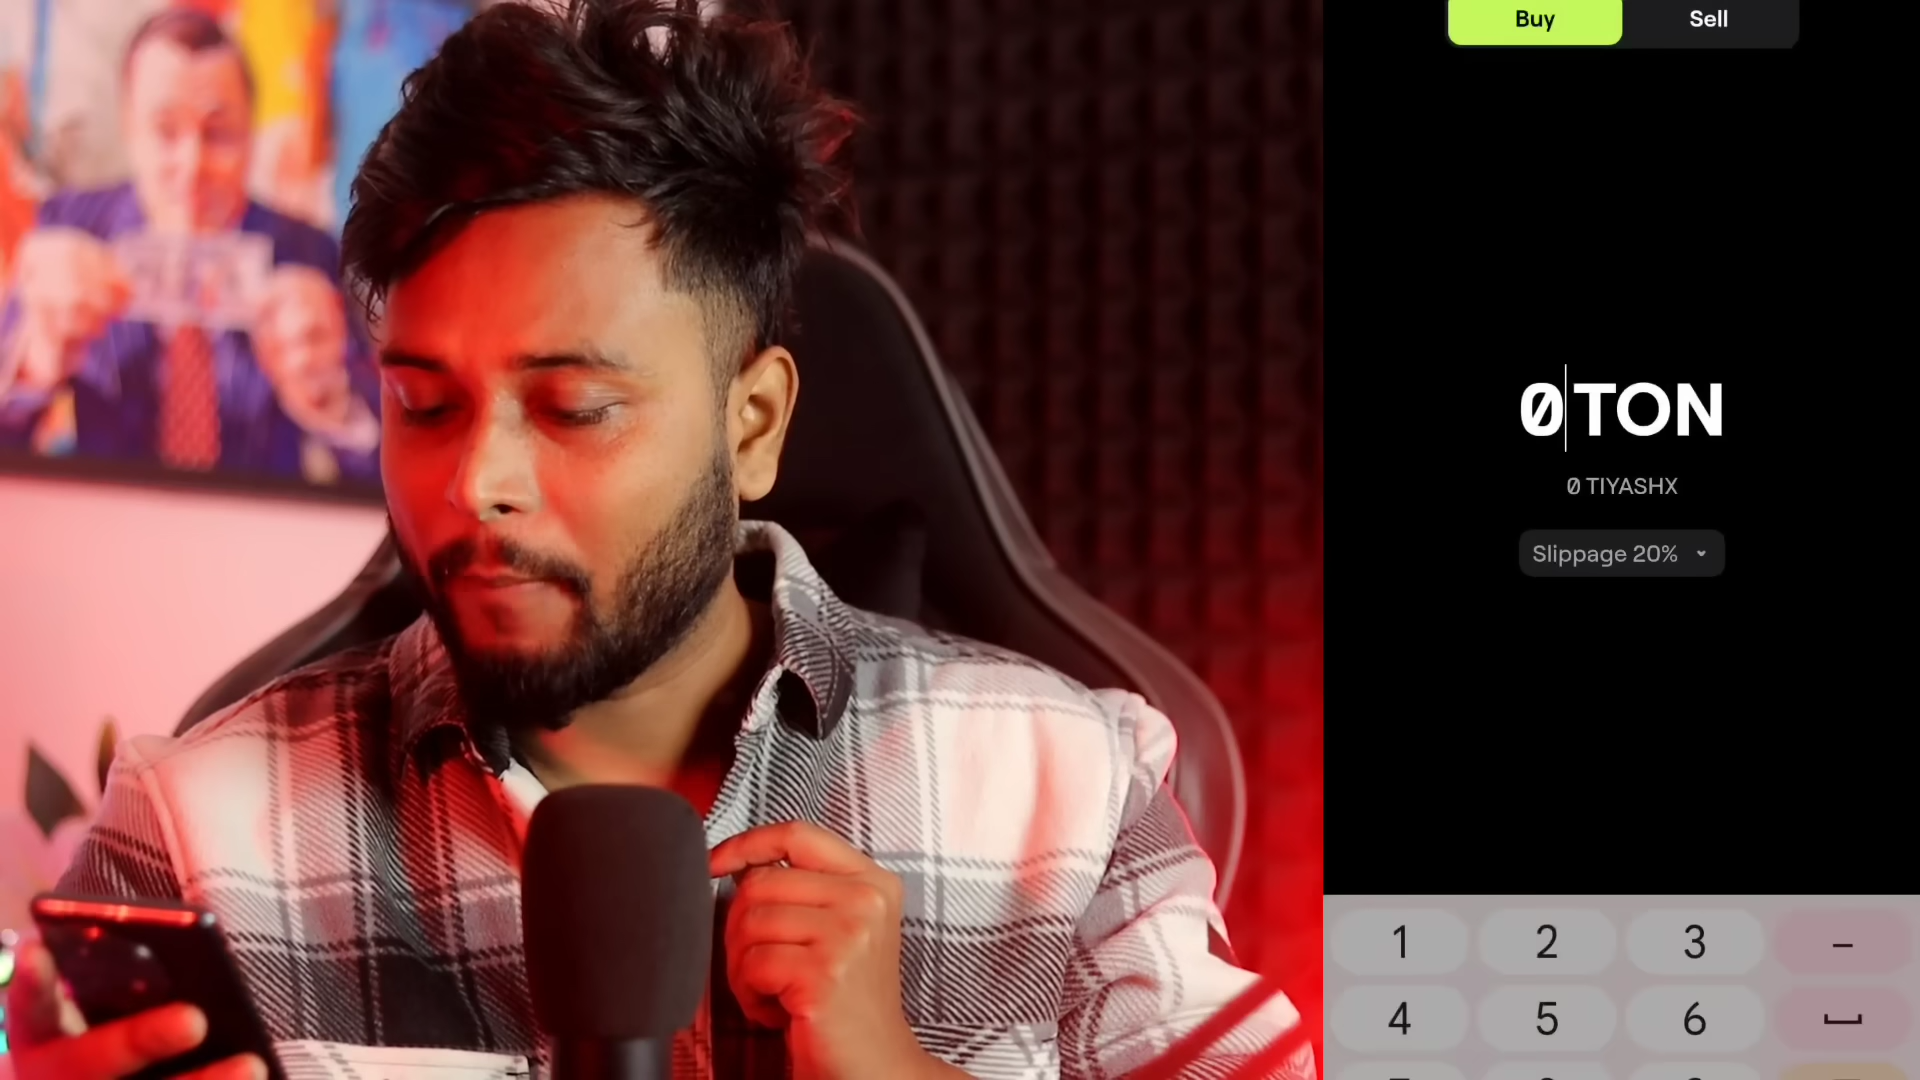 Buy Sell
0 TON
0 TIYASHX
Slippage 20%
1 2 3 –
4 5 6